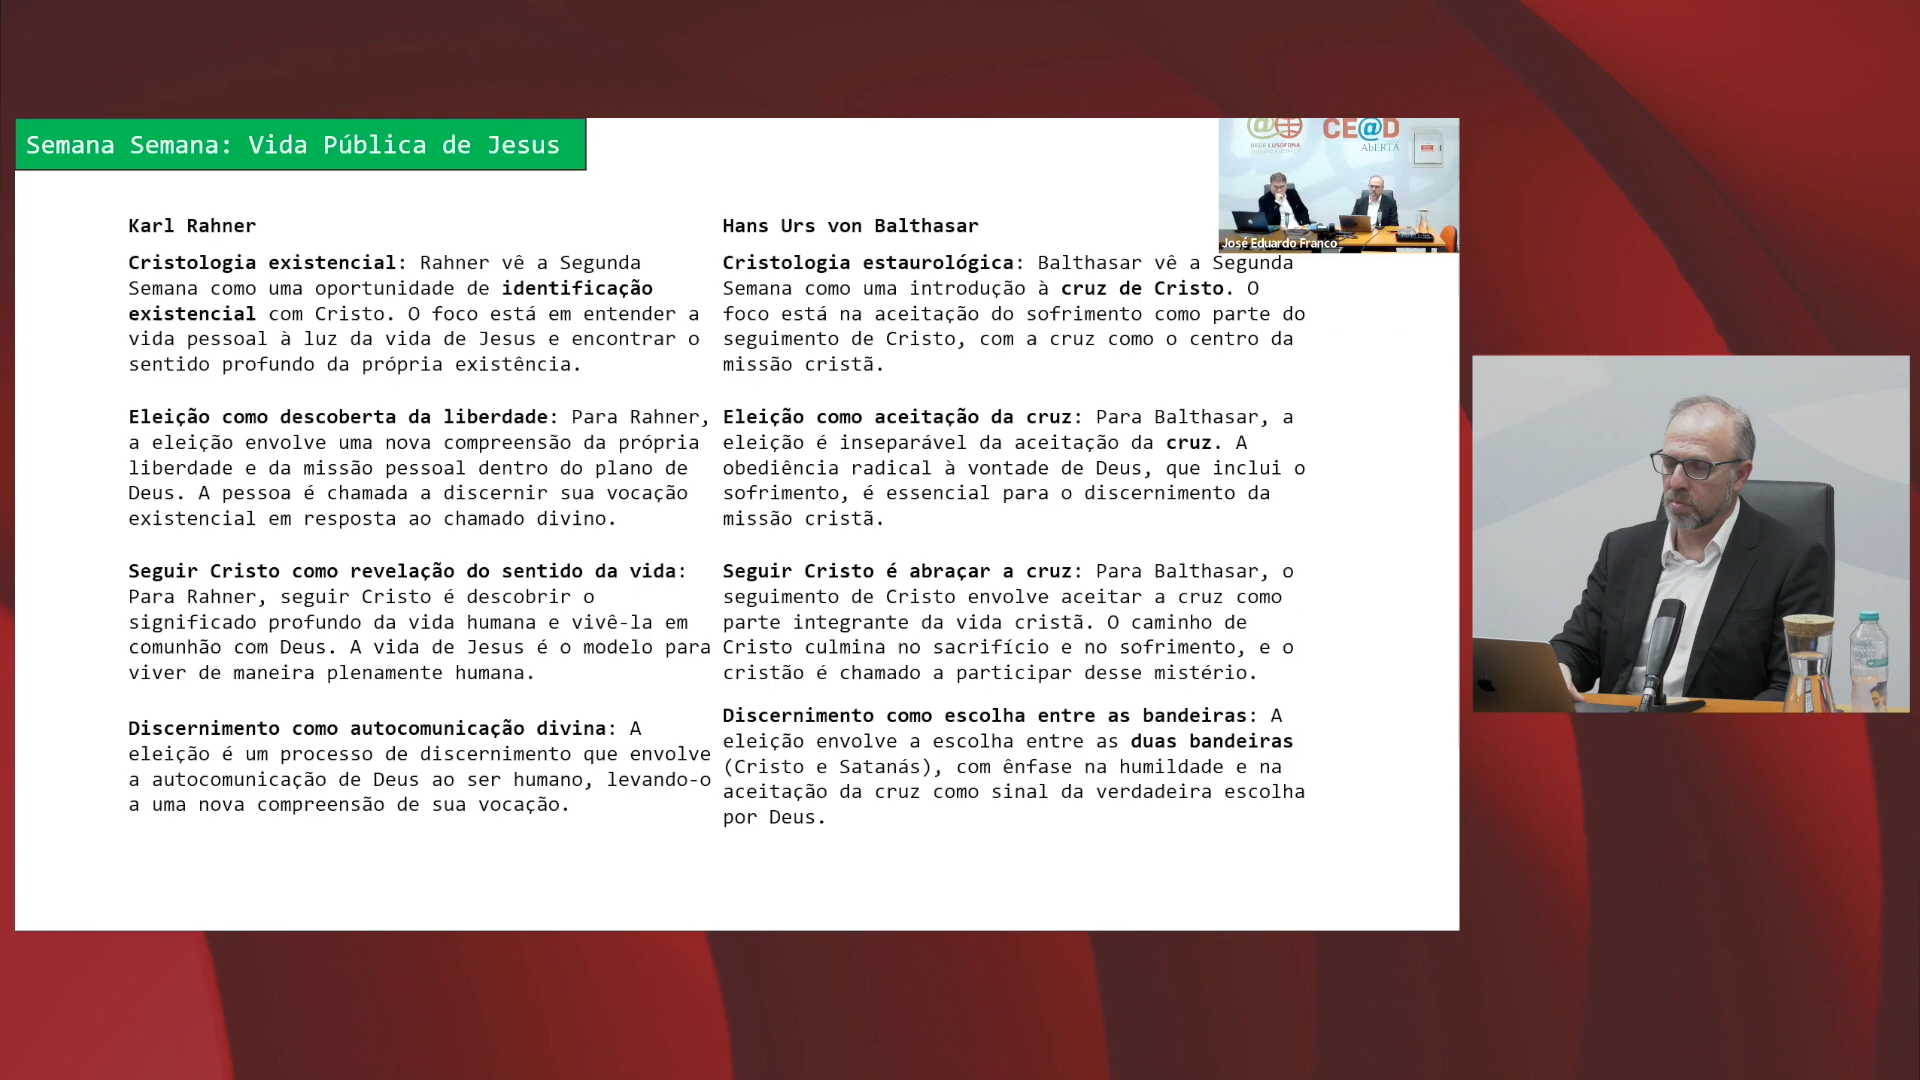 Semana Semana: Vida Pública de Jesus
Karl Rahner
Cristologia existencial: Rahner vê a Segunda
Semana como uma oportunidade de identificação
existencial com Cristo. O foco está em entender a
vida pessoal à luz da vida de Jesus e encontrar o
sentido profundo da própria existência.
Eleição como descoberta da liberdade: Para Rahner,
a eleição envolve uma nova compreensão da própria
liberdade e da missão pessoal dentro do plano de
Deus. A pessoa é chamada a discernir sua vocação
existencial em resposta ao chamado divino.
Seguir Cristo como revelação do sentido da vida:
Para Rahner, seguir Cristo é descobrir o
significado profundo da vida humana e vivê-la em
comunhão com Deus. A vida de Jesus é o modelo para
viver de maneira plenamente humana.
Discernimento como autocomunicação divina: A
eleição é um processo de discernimento que envolve
a autocomunicação de Deus ao ser humano, levando-o
a uma nova compreensão de sua vocação.
Hans Urs von Balthasar
Cristologia estaurológica: Balthasar vê a Segunda
Semana como uma introdução à cruz de Cristo. O
foco está na aceitação do sofrimento como parte do
seguimento de Cristo, com a cruz como o centro da
missão cristã.
Eleição como aceitação da cruz: Para Balthasar, a
eleição é inseparável da aceitação da cruz. A
obediência radical à vontade de Deus, que inclui o
sofrimento, é essencial para o discernimento da
missão cristã.
Seguir Cristo é abraçar a cruz: Para Balthasar, o
seguimento de Cristo envolve aceitar a cruz como
parte integrante da vida cristã. O caminho de
Cristo culmina no sacrifício e no sofrimento, e o
cristão é chamado a participar desse mistério.
Discernimento como escolha entre as bandeiras: A
eleição envolve a escolha entre as duas bandeiras
(Cristo e Satanás), com ênfase na humildade e na
aceitação da cruz como sinal da verdadeira escolha
por Deus.
CE@D
AbERTA
José Eduardo Franco